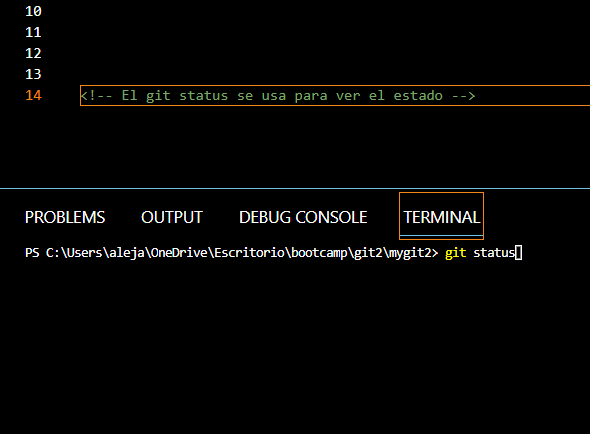 10
11
12
13
14 <!-- El git status se usa para ver el estado -->
PROBLEMS OUTPUT DEBUG CONSOLE TERMINAL
PS C:\Users\aleja\OneDrive\Escritorio\bootcamp\git2\mygit2> git status